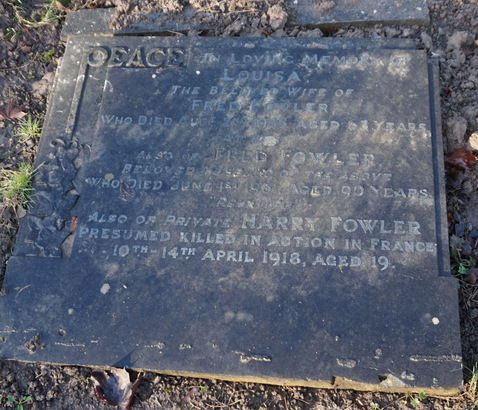 PEACE
IN LOVING MEMORY OF
LOUISA
THE BELOVED WIFE OF
FRED FOWLER
WHO DIED AGED YEARS.
ALSO OF FRED FOWLER
BELOVED HUSBAND OF THE ABOVE
WHO DIED JUNE 1ST AGED 90 YEARS.
ALSO OF PRIVATE HARRY FOWLER
PRESUMED KILLED IN ACTION IN FRANCE
10TH-14TH APRIL 1918, AGED 19.